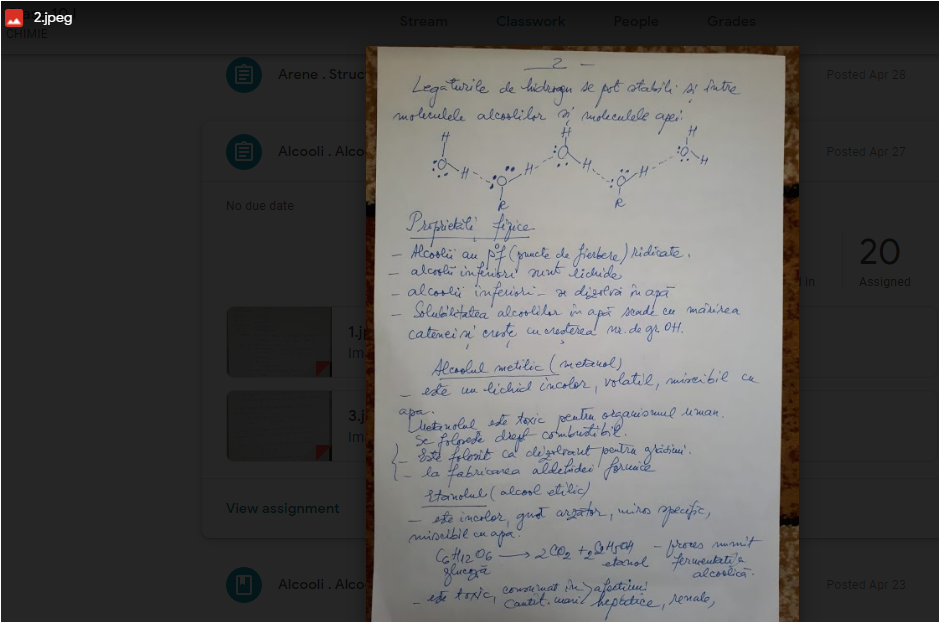 2.jpeg
CHIMIE
Stream
Classwork
People
Grades
Arene . Struc
Posted Apr 28
Alcooli . Alco
Posted Apr 27
No due date
20
Assigned
d in
1.j
Im
3.j
Im
View assignment
Alcooli . Alco
Posted Apr 23
- 2 -
Legăturile de hidrogen se pot stabili și între
moleculele alcoolilor și moleculele apei:
H H H
O H O H O H O H O H
R R
Proprietăți fizice
- Alcoolii au pf (puncte de fierbere) ridicate.
- alcoolii inferiori sunt lichide
- alcoolii inferiori - se dizolvă în apă
- Solubilitatea alcoolilor în apă scade cu mărirea
catenei și crește cu creșterea nr. de gr. OH.
Alcoolul metilic (metanol)
- este un lichid incolor, volatil, miscibil cu
apa.
Metanolul este toxic pentru organismul uman.
Se folosește drept combustibil.
- Este folosit ca dizolvant pentru grăsimi.
- la fabricarea aldehidei formice
Etanolul (alcool etilic)
- este incolor, gust arzător, miros specific,
miscibil cu apa.
C6H12O6 → 2CO2 + 2C2H5OH - proces numit
glucoză etanol fermentație
alcoolică.
- este toxic, consumat în afecțiuni
cantit. mari hepatice, renale,